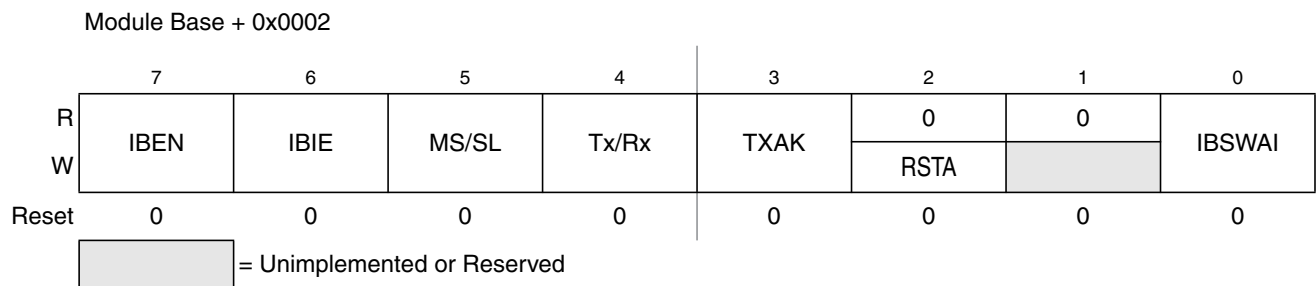 Module Base + 0x0002
7 6 5 4 3 2 1 0
R IBEN IBIE MS/SL Tx/Rx TXAK 0 0 IBSWAI
W RSTA
Reset 0 0 0 0 0 0 0 0
= Unimplemented or Reserved